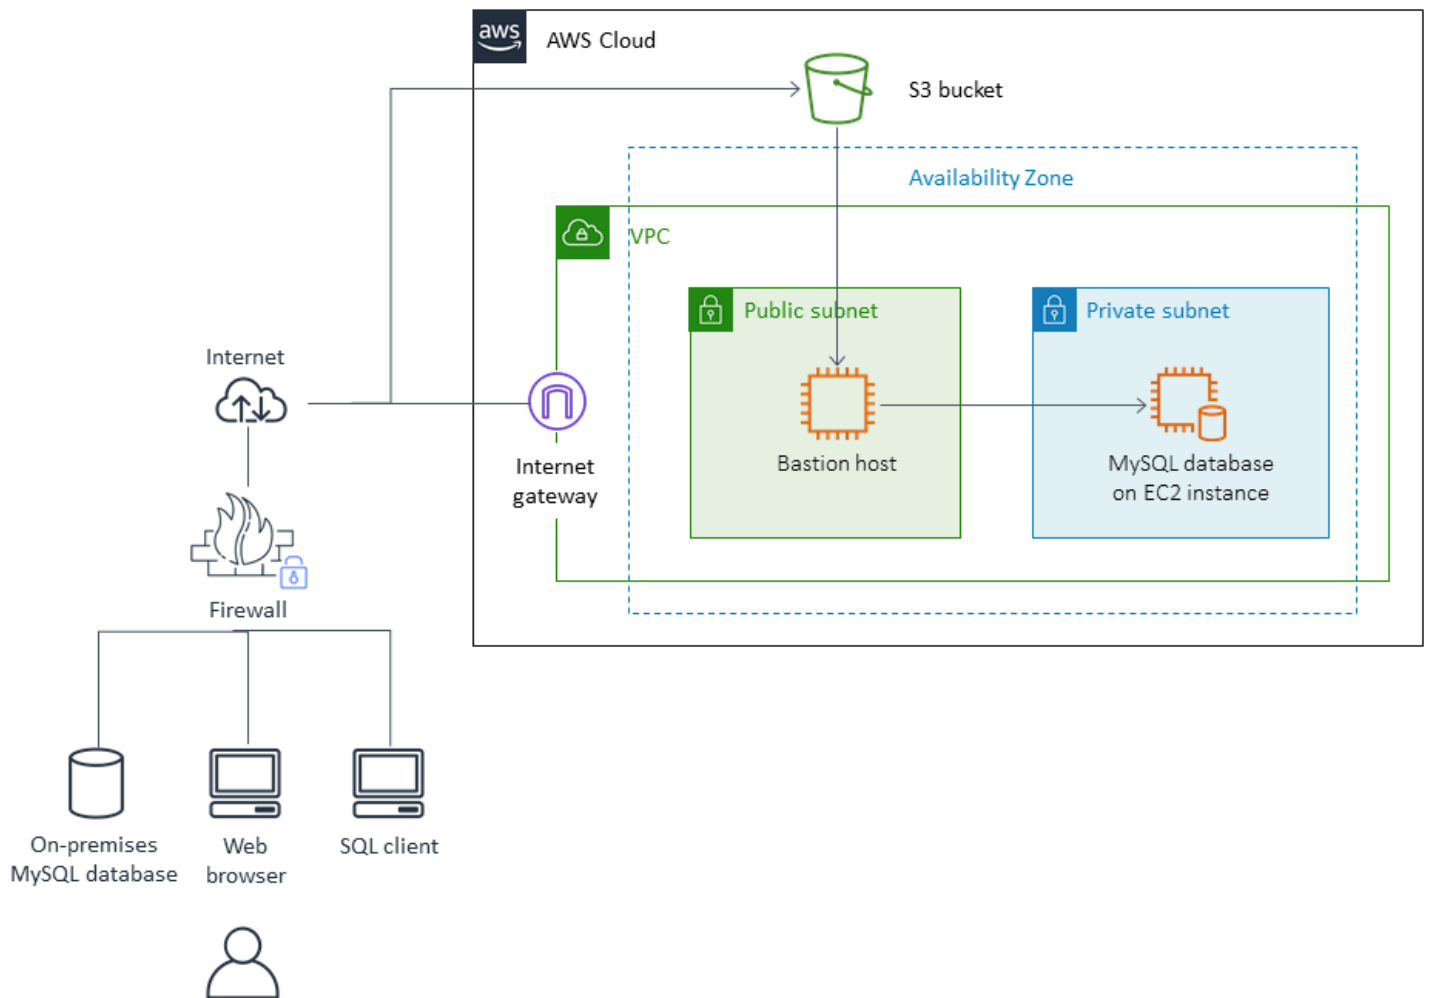 aws
AWS Cloud
S3 bucket
Availability Zone
VPC
Public subnet
Private subnet
Internet
Internet
gateway
Bastion host
MySQL database
on EC2 instance
Firewall
On-premises
MySQL database
Web
browser
SQL client